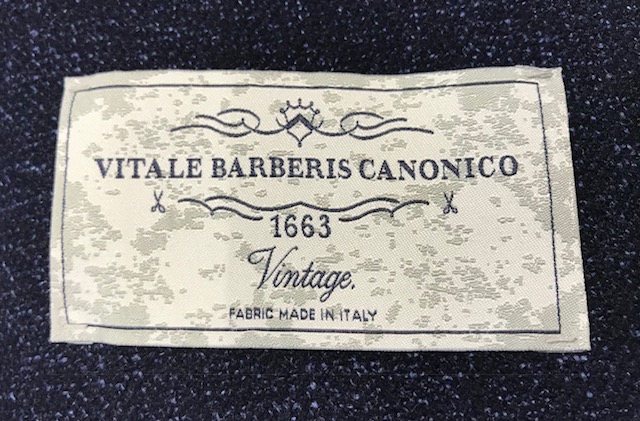 VITALE BARBERIS CANONICO
1663
Vintage.
FABRIC MADE IN ITALY